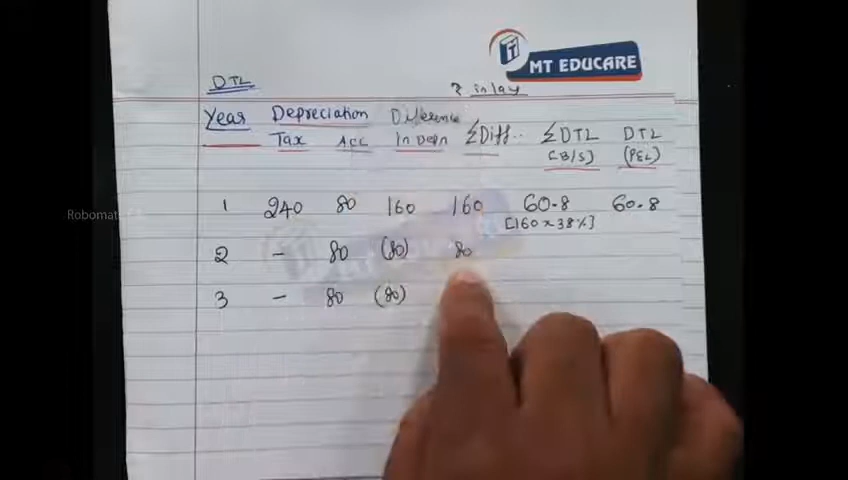 MT EDUCARE
DTL
₹ in lay
Year Depreciation Difference
Tax Acc In Depn ΣDiff.. ΣDTL DTL
[B/S] (P&L)
1 240 80 160 160 60.8 60.8
[160 x 38%]
2 - 80 (80) 80
3 - 80 (80)